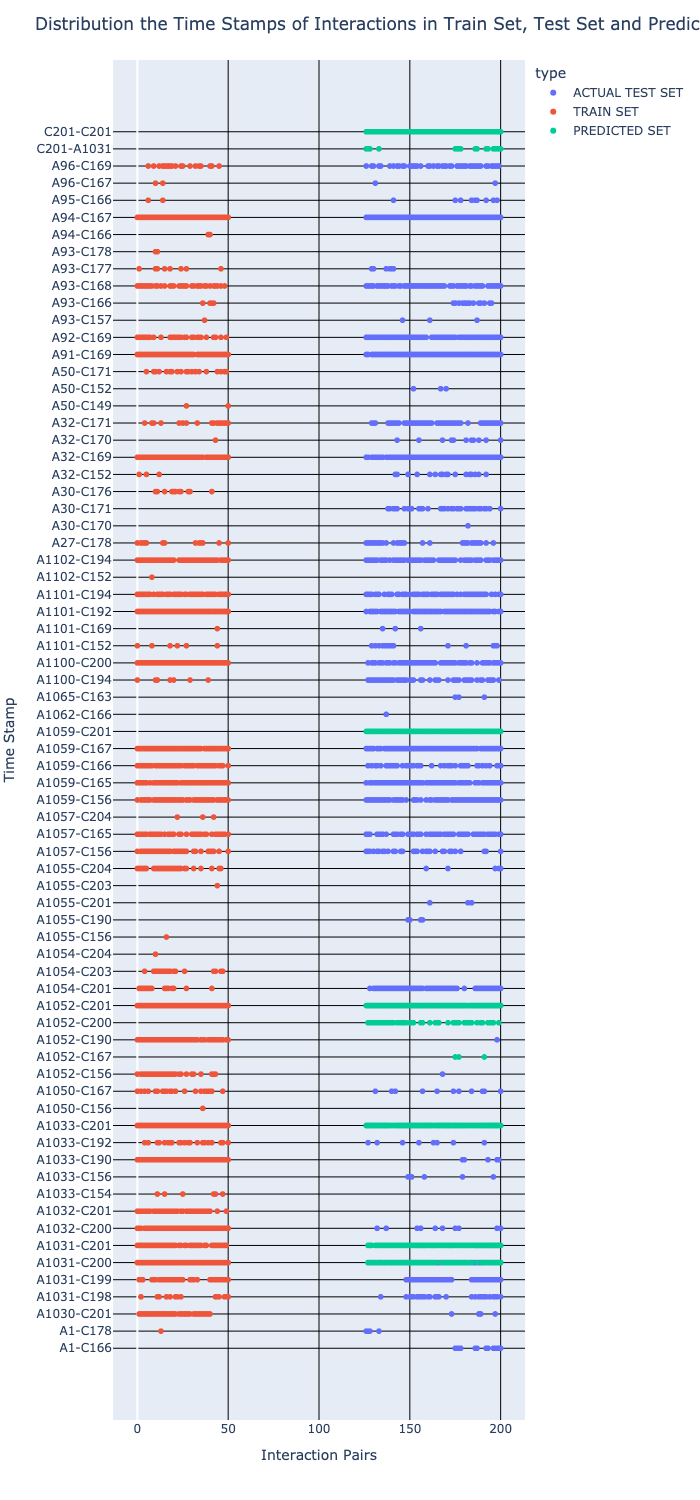 Distribution the Time Stamps of Interactions in Train Set, Test Set and Predic
type
ACTUAL TEST SET
TRAIN SET
PREDICTED SET
C201-C201
C201-A1031
A96-C169
A96-C167
A95-C166
A94-C167
A94-C166
A93-C178
A93-C177
A93-C168
A93-C166
A93-C157
A92-C169
A91-C169
A50-C171
A50-C152
A50-C149
A32-C171
A32-C170
A32-C169
A32-C152
A30-C176
A30-C171
A30-C170
A27-C178
A1102-C194
A1102-C152
A1101-C194
A1101-C192
A1101-C169
A1101-C152
A1100-C200
A1100-C194
A1065-C163
A1062-C166
A1059-C201
A1059-C167
A1059-C166
A1059-C165
A1059-C156
A1057-C204
A1057-C165
A1057-C156
A1055-C204
A1055-C203
A1055-C201
A1055-C190
A1055-C156
A1054-C204
A1054-C203
A1054-C201
A1052-C201
A1052-C200
A1052-C190
A1052-C167
A1052-C156
A1050-C167
A1050-C156
A1033-C201
A1033-C192
A1033-C190
A1033-C156
A1033-C154
A1032-C201
A1032-C200
A1031-C201
A1031-C200
A1031-C199
A1031-C198
A1030-C201
A1-C178
A1-C166
Time Stamp
0 50 100 150 200
Interaction Pairs